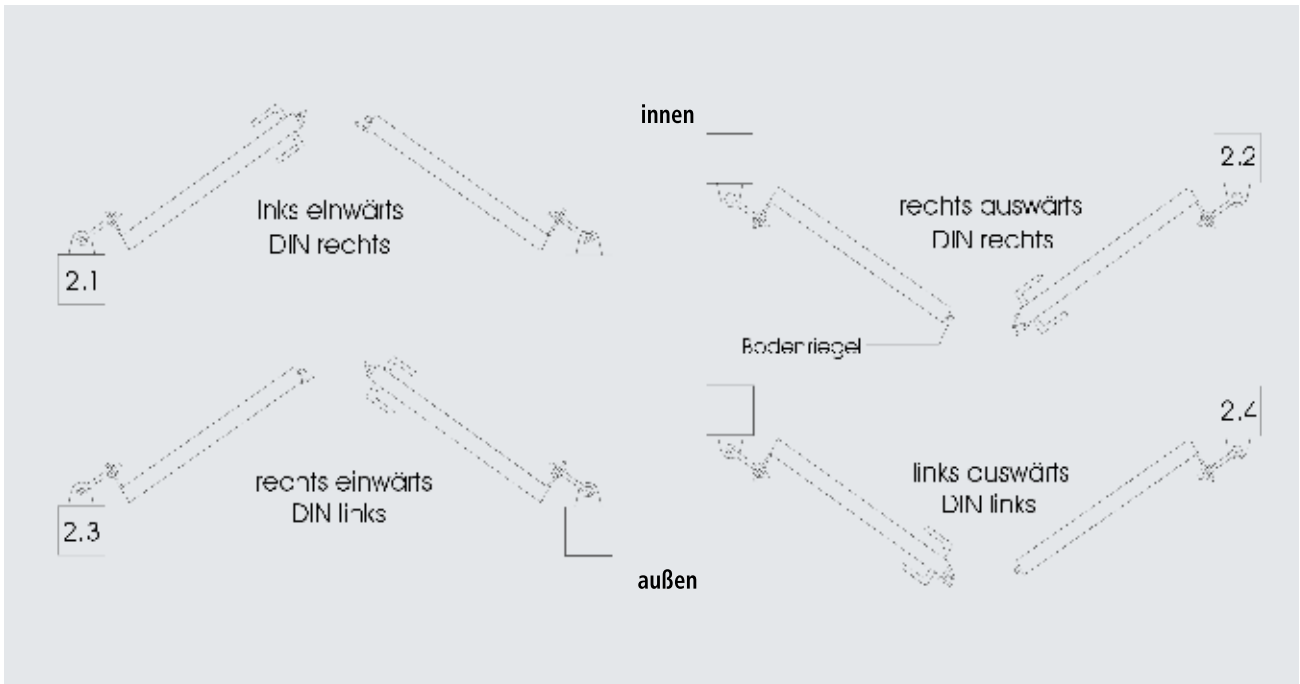 innen
lnks einwärts
DIN rechts
2.1
2.2
rechts auswärts
DIN rechts
Bodenriegel
rechts einwärts
DIN links
2.3
2.4
links auswärts
DIN links
außen